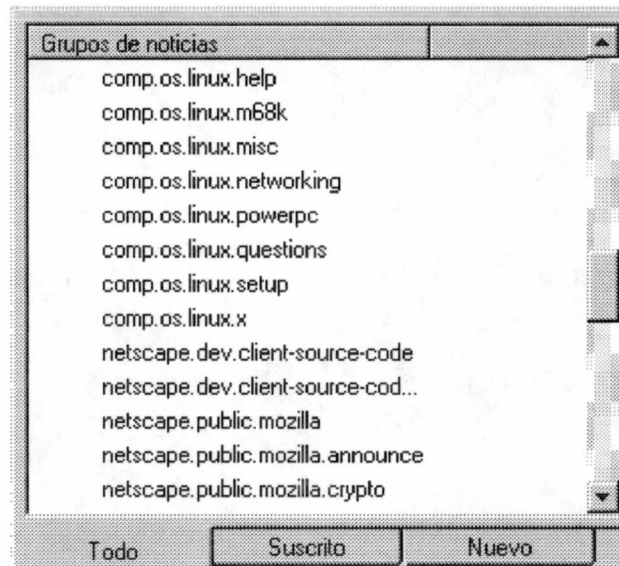 Grupos de noticias
comp.os.linux.help
comp.os.linux.m68k
comp.os.linux.misc
comp.os.linux.networking
comp.os.linux.powerpc
comp.os.linux.questions
comp.os.linux.setup
comp.os.linux.x
netscape.dev.client-source-code
netscape.dev.client-source-cod...
netscape.public.mozilla
netscape.public.mozilla.announce
netscape.public.mozilla.crypto
Todo Suscrito Nuevo